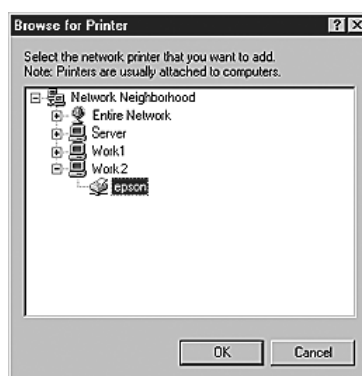 Browse for Printer
Select the network printer that you want to add.
Note: Printers are usually attached to computers.
Network Neighborhood
Entire Network
Server
Work1
Work2
epson
OK
Cancel